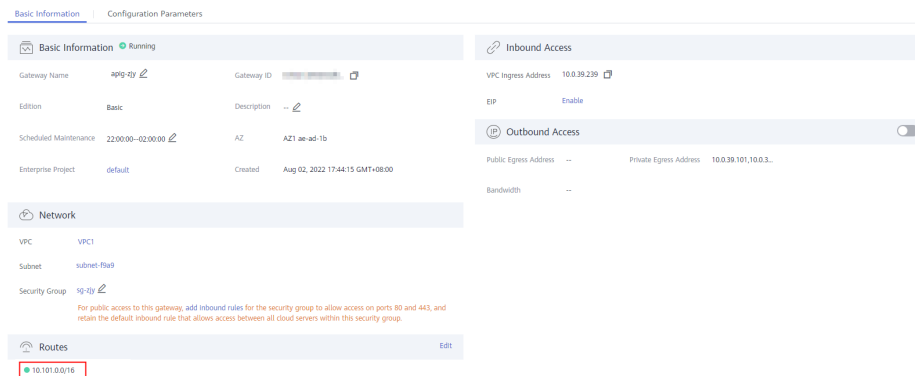 Basic Information
Configuration Parameters
Basic Information Running
Gateway Name apig-zjy
Gateway ID
Edition Basic
Description --
Scheduled Maintenance 22:00:00--02:00:00
AZ AZ1 ae-ad-1b
Enterprise Project default
Created Aug 02, 2022 17:44:15 GMT+08:00
Network
VPC VPC1
Subnet subnet-f9a9
Security Group sg-zjy
For public access to this gateway, add inbound rules for the security group to allow access on ports 80 and 443, and
retain the default inbound rule that allows access between all cloud servers within this security group.
Routes Edit
10.101.0.0/16
Inbound Access
VPC Ingress Address 10.0.39.239
EIP Enable
IP Outbound Access
Public Egress Address --
Private Egress Address 10.0.39.101,10.0.3...
Bandwidth --